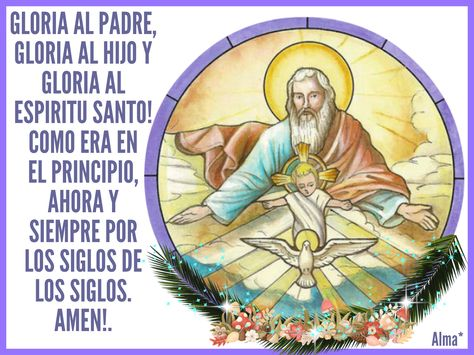 GLORIA AL PADRE,
GLORIA AL HIJO Y
GLORIA AL
ESPIRITU SANTO!
COMO ERA EN
EL PRINCIPIO,
AHORA Y
SIEMPRE POR
LOS SIGLOS DE
LOS SIGLOS.
AMEN!.
Alma*